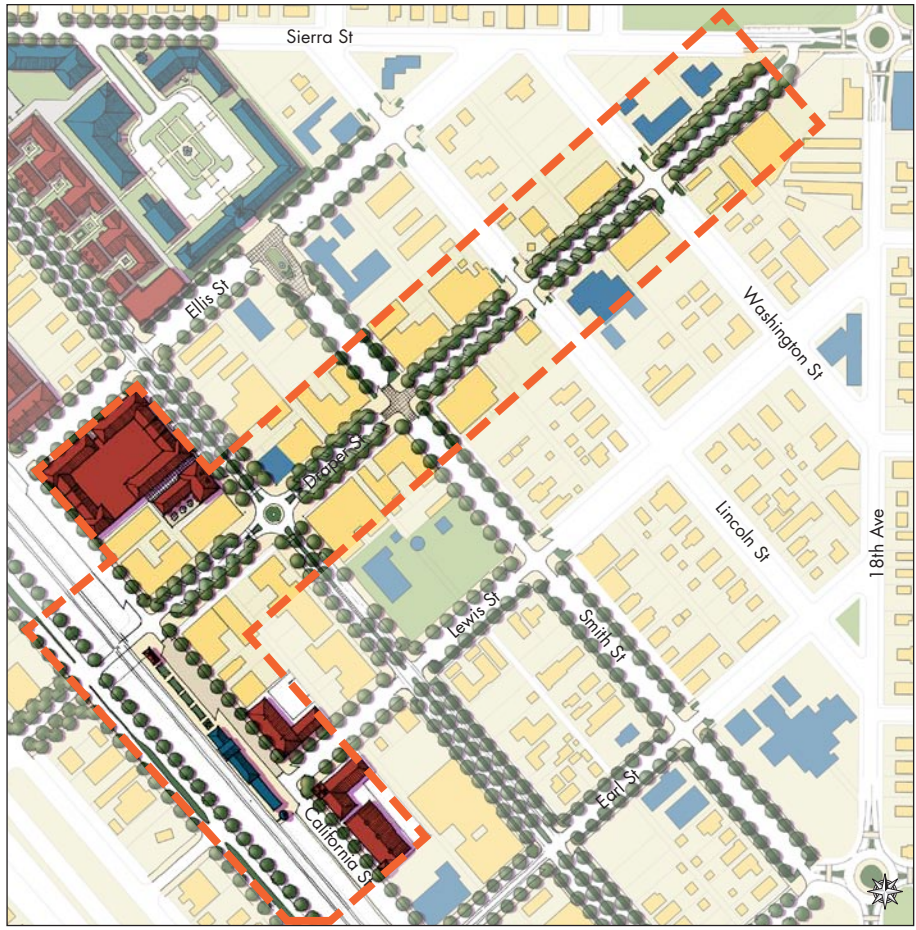 Sierra St
Ellis St
Draper St
Washington St
Lincoln St
18th Ave
Lewis St
Smith St
Earl St
California St